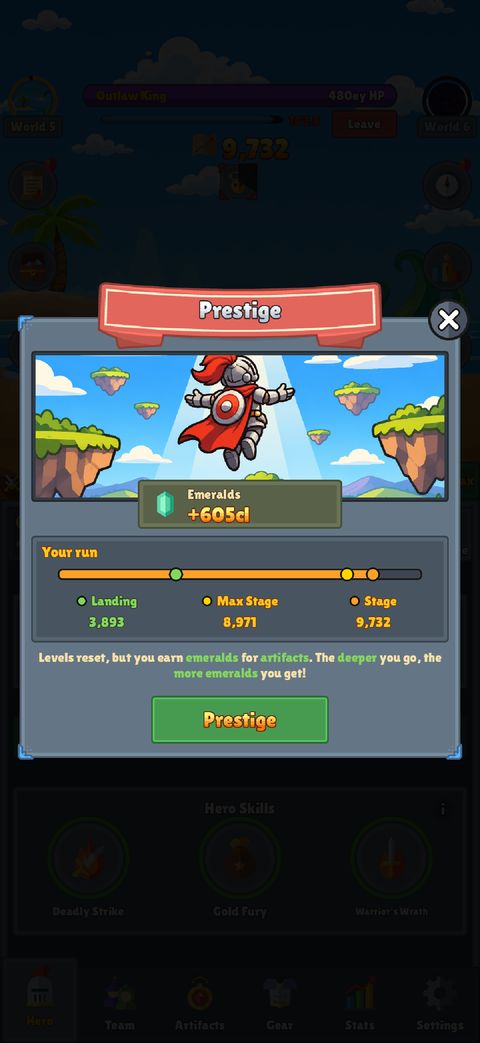 Outlaw King
480ey HP
World 5
Leave
World 6
9,732
Prestige
Emeralds
+605cl
Your run
Landing
Max Stage
Stage
3,893
8,971
9,732
Levels reset, but you earn emeralds for artifacts. The deeper you go, the
more emeralds you get!
Prestige
Hero Skills
i
Deadly Strike
Gold Fury
Warrior's Wrath
Hero
Team
Artifacts
Gear
Stats
Settings